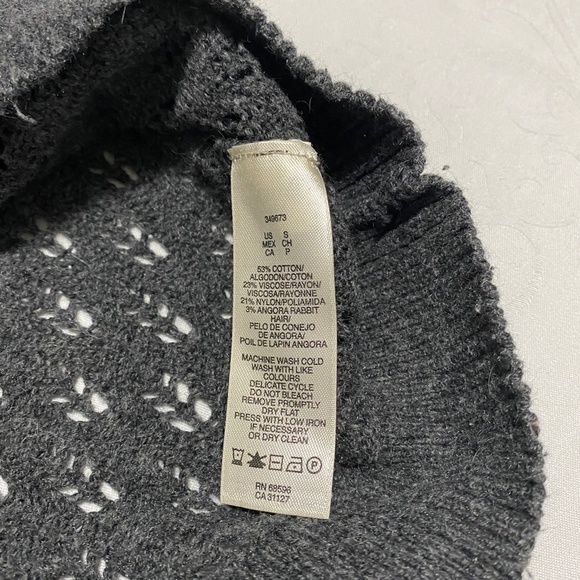 349673
US S
MEX CH
CA P
53% COTTON/
ALGODON/COTON
23% VISCOSE/RAYON/
VISCOSA/RAYONNE
21% NYLON/POLIAMIDA
3% ANGORA RABBIT
HAIR/
PELO DE CONEJO
DE ANGORA/
POIL DE LAPIN ANGORA
MACHINE WASH COLD
WASH WITH LIKE
COLOURS
DELICATE CYCLE
DO NOT BLEACH
REMOVE PROMPTLY
DRY FLAT
PRESS WITH LOW IRON
IF NECESSARY
OR DRY CLEAN
P
RN 68596
CA 31127